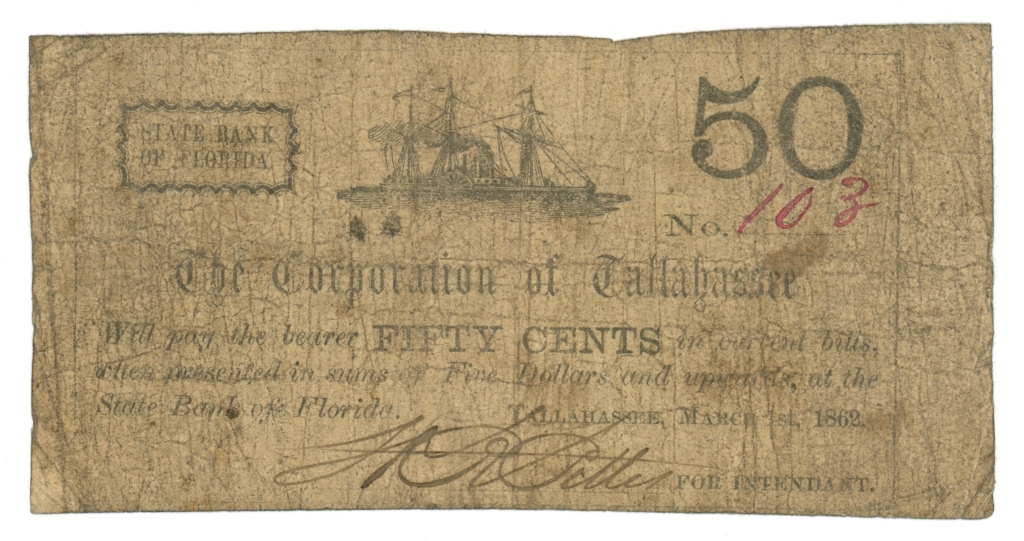 STATE BANK
OF FLORIDA
50
No. 103
The Corporation of Tallahassee
Will pay the bearer FIFTY CENTS in current bills,
when presented in sums of Five Dollars and upwards, at the
State Bank of Florida.
TALLAHASSEE, MARCH 1st, 1862.
FOR INTENDANT.